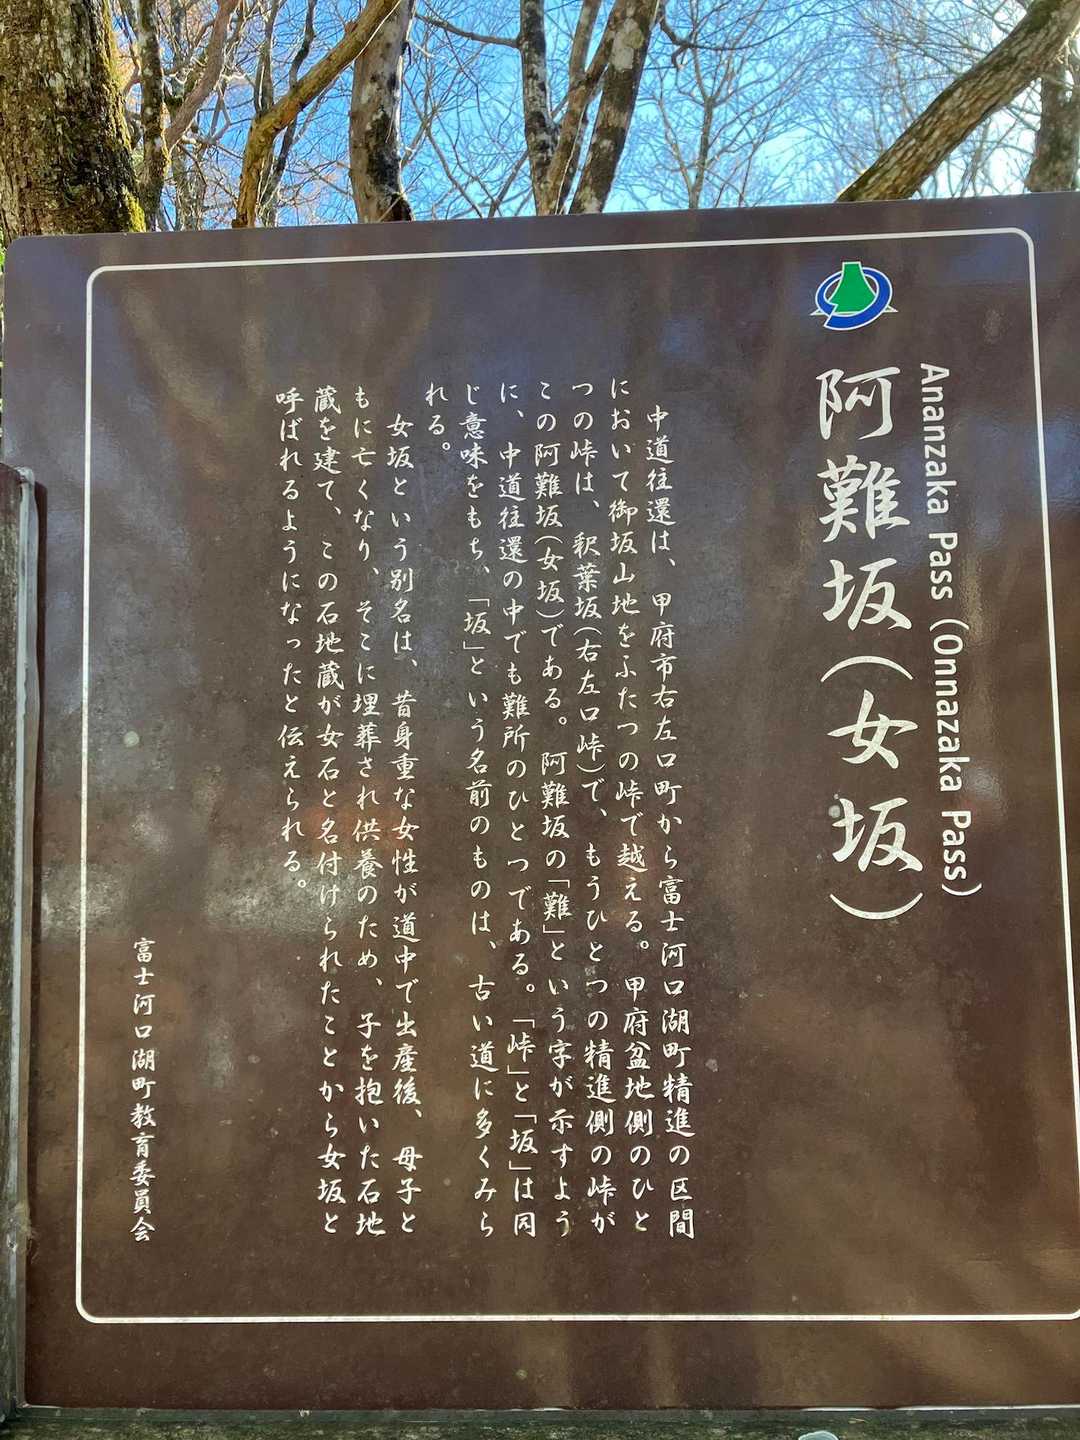 Ananzaka Pass (Onnazaka Pass)
阿難坂(女坂)
中道往還は、甲府市右左口町から富士河口湖町精進の区間
において御坂山地をふたつの峠で越える。甲府盆地側のひと
つの峠は、釈葉坂(右左口峠)で、もうひとつの精進側の峠が
この阿難坂(女坂)である。阿難坂の「難」という字が示すよう
に、中道往還の中でも難所のひとつである。「峠」と「坂」は同
じ意味をもち、「坂」という名前のものは、古い道に多くみら
れる。
女坂という別名は、昔身重な女性が道中で出産後、母子と
もに亡くなり、そこに埋葬され供養のため、子を抱いた石地
蔵を建て、この石地蔵が女石と名付けられたことから女坂と
呼ばれるようになったと伝えられる。
富士河口湖町教育委員会